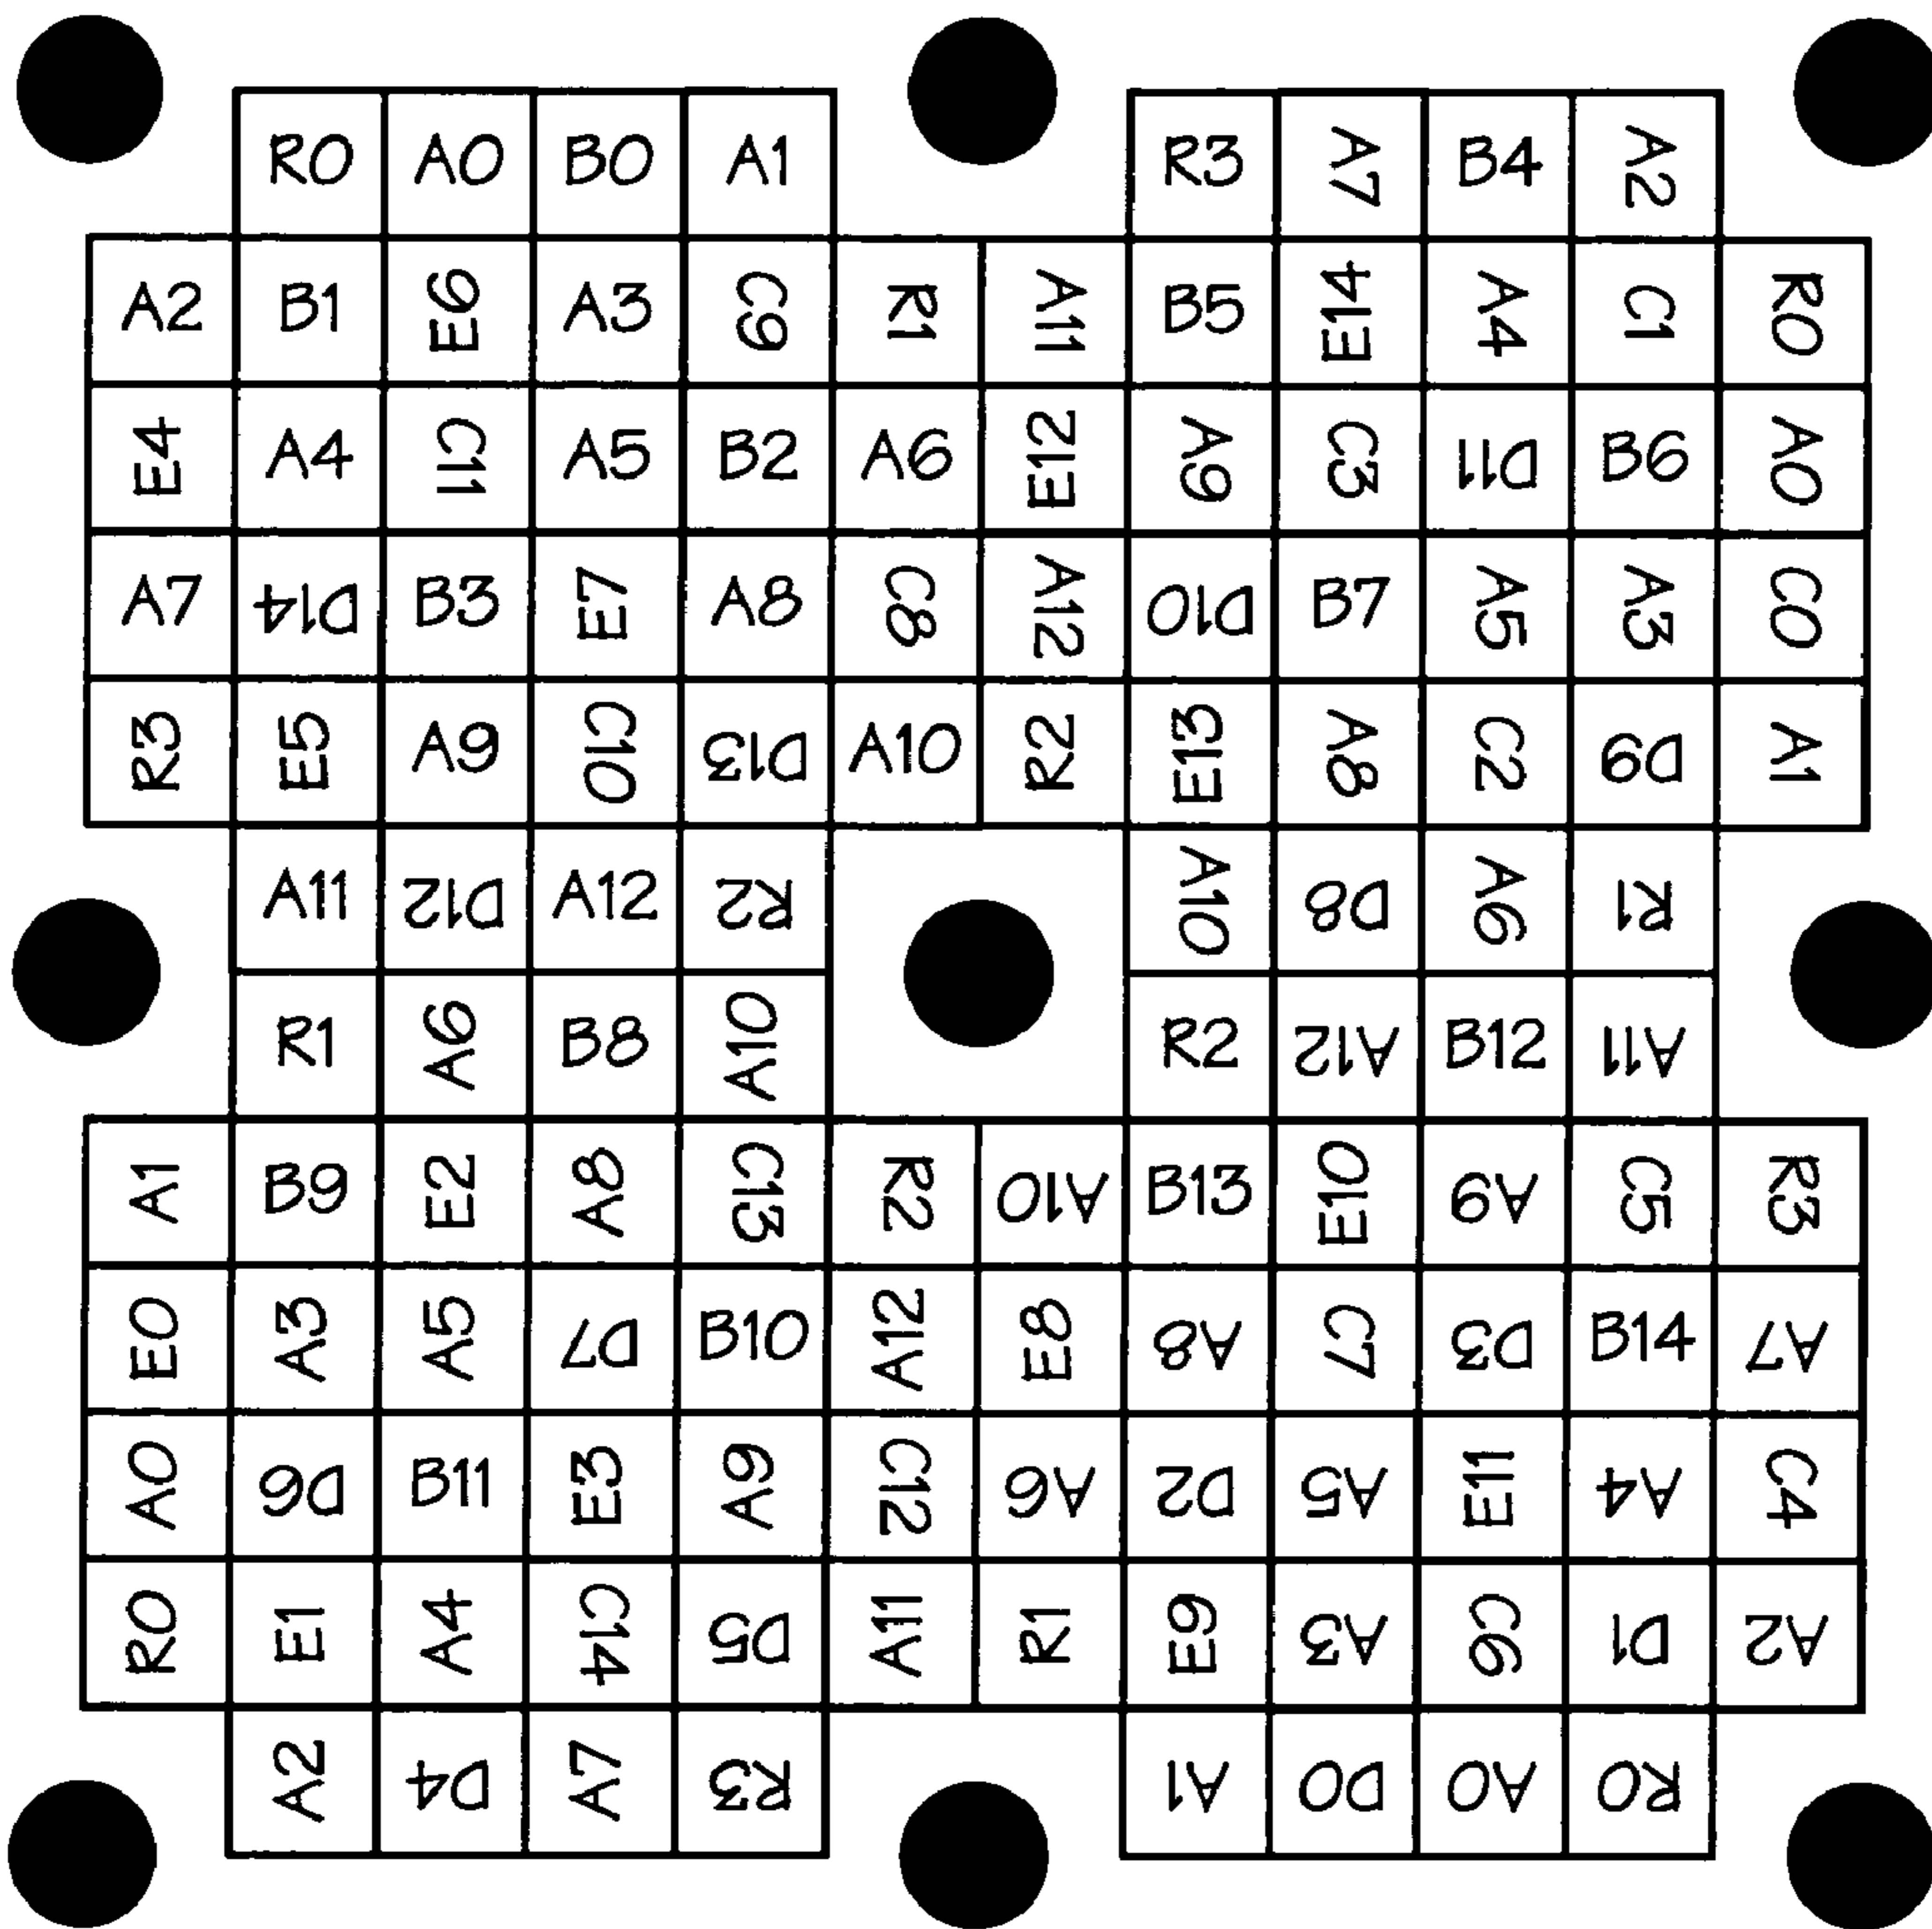 R0 A0 B0 A1 R3 A7 B4 A2
A2 B1 E6 A3 C9 R1 A11 B5 E14 A4 C1 R0
E4 A4 C11 A5 B2 A6 E12 A9 C3 D11 B6 A0
A7 D14 B3 E7 A8 C8 A12 D10 B7 A5 A3 C0
R3 E5 A9 C10 D13 A10 R2 E13 A8 C2 D9 A1
A11 D12 A12 R2 A10 D8 A6 R1
R1 A6 B8 A10 R2 A12 B12 A11
A1 B9 E2 A8 C13 R2 A10 B13 E10 A9 C5 R3
E0 A3 A5 D7 B10 A12 E8 A8 C7 D3 B14 A7
A0 D6 B11 E3 A9 C12 A6 D2 A5 E11 A4 C4
R0 E1 A4 C14 D5 A11 R1 E9 A3 C6 D1 A2
A2 D4 A7 R3 A1 D0 A0 R0